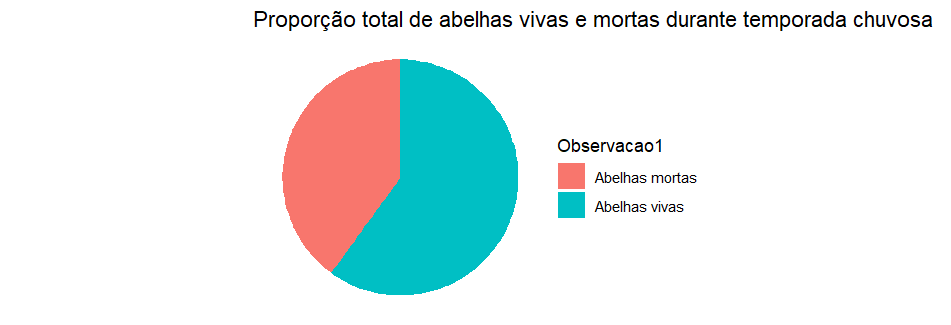 Proporção total de abelhas vivas e mortas durante temporada chuvosa
Observacao1
Abelhas mortas
Abelhas vivas